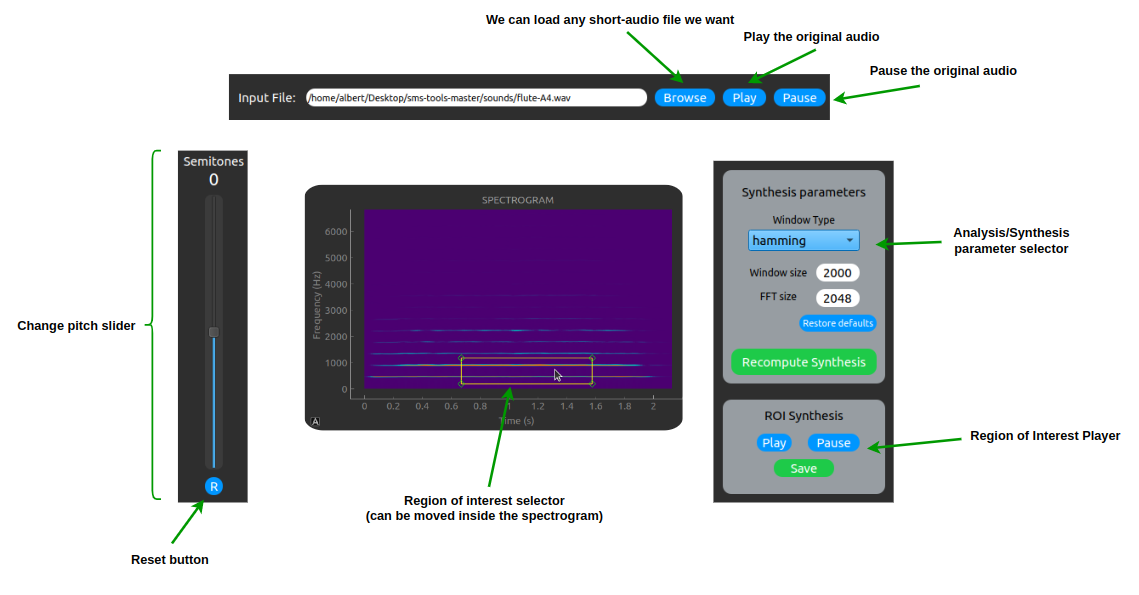 We can load any short-audio file we want
Play the original audio
Pause the original audio
Input File: /home/albert/Desktop/sms-tools-master/sounds/flute-A4.wav Browse Play Pause
Semitones
0
R
Change pitch slider
Reset button
SPECTROGRAM
Frequency (Hz)
6000
5000
4000
3000
2000
1000
0
0 0.2 0.4 0.6 0.8 1 1.2 1.4 1.6 1.8 2
Time (s)
A
Region of interest selector
(can be moved inside the spectrogram)
Synthesis parameters
Window Type
hamming
Window size 2000
FFT size 2048
Restore defaults
Recompute Synthesis
Analysis/Synthesis
parameter selector
ROI Synthesis
Play Pause
Save
Region of Interest Player